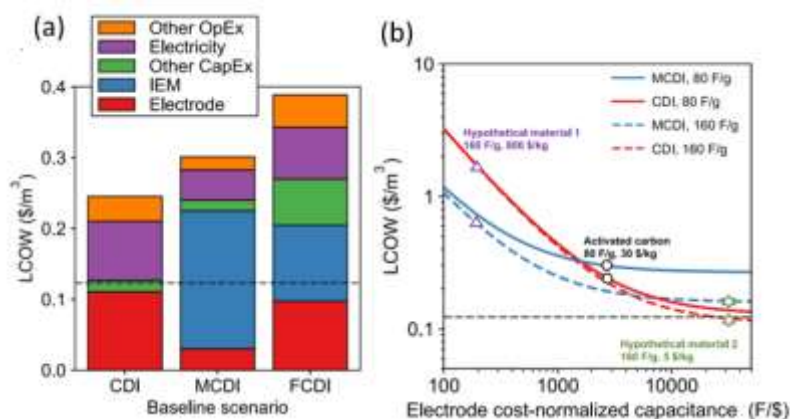 (a)
Other OpEx
Electricity
Other CapEx
IEM
Electrode
LCOW ($/m³)
0.4
0.3
0.2
0.1
0.0
CDI
MCDI
FCDI
Baseline scenario
(b)
LCOW ($/m³)
10
1
0.1
MCDI, 80 F/g
CDI, 80 F/g
MCDI, 160 F/g
CDI, 160 F/g
Hypothetical material 1
160 F/g, 800 $/kg
Activated carbon
80 F/g, 30 $/kg
Hypothetical material 2
160 F/g, 5 $/kg
100
1000
10000
Electrode cost-normalized capacitance (F/$)